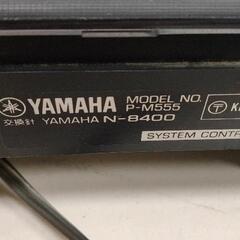 YAMAHA MODEL NO.
P-M555
交換針 YAMAHA N-8400
SYSTEM CONTR